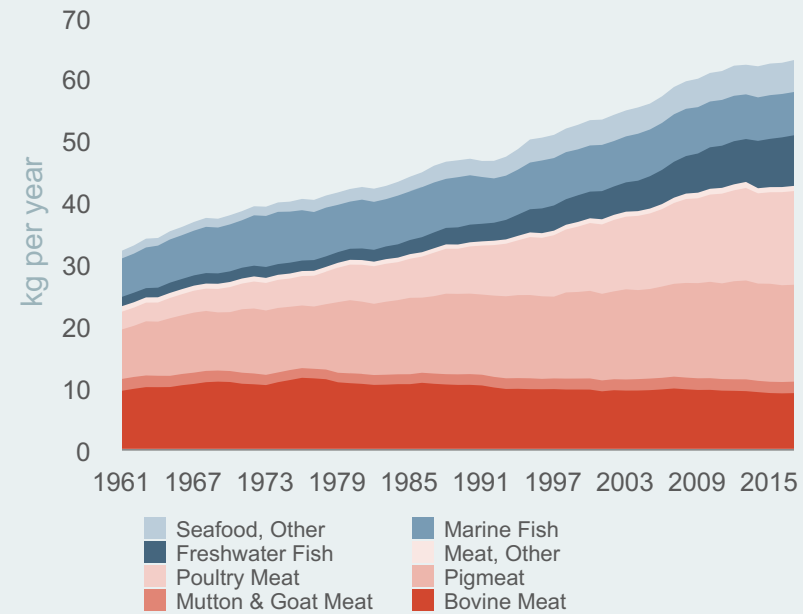 70
60
50
40
30
20
10
0
kg per year
1961 1967 1973 1979 1985 1991 1997 2003 2009 2015
Seafood, Other Marine Fish
Freshwater Fish Meat, Other
Poultry Meat Pigmeat
Mutton & Goat Meat Bovine Meat